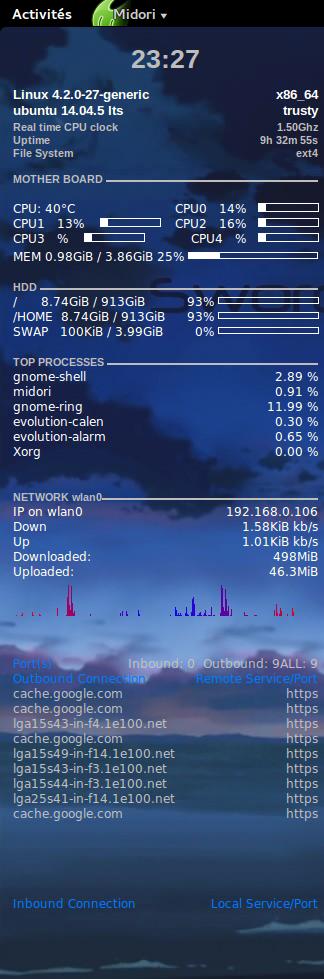 Activités Midori
23:27
Linux 4.2.0-27-generic x86_64
ubuntu 14.04.5 lts trusty
Real time CPU clock 1.50Ghz
Uptime 9h 32m 55s
File System ext4
MOTHER BOARD
CPU: 40°C CPU0 14%
CPU1 13% CPU2 16%
CPU3 % CPU4 %
MEM 0.98GiB / 3.86GiB 25%
HDD
/ 8.74GiB / 913GiB 93%
/HOME 8.74GiB / 913GiB 93%
SWAP 100KiB / 3.99GiB 0%
TOP PROCESSES
gnome-shell 2.89 %
midori 0.91 %
gnome-ring 11.99 %
evolution-calen 0.30 %
evolution-alarm 0.65 %
Xorg 0.00 %
NETWORK wlan0
IP on wlan0 192.168.0.106
Down 1.58KiB kb/s
Up 1.01KiB kb/s
Downloaded: 498MiB
Uploaded: 46.3MiB
Port(s) Inbound: 0 Outbound: 9ALL: 9
Outbound Connection Remote Service/Port
cache.google.com https
cache.google.com https
lga15s43-in-f4.1e100.net https
cache.google.com https
lga15s49-in-f14.1e100.net https
lga15s43-in-f3.1e100.net https
lga15s44-in-f3.1e100.net https
lga25s41-in-f14.1e100.net https
cache.google.com https
Inbound Connection Local Service/Port